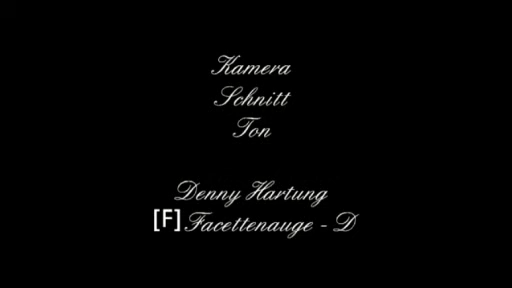 Kamera
Schnitt
Ton
Denny Hartung
[F] Facettenauge - D